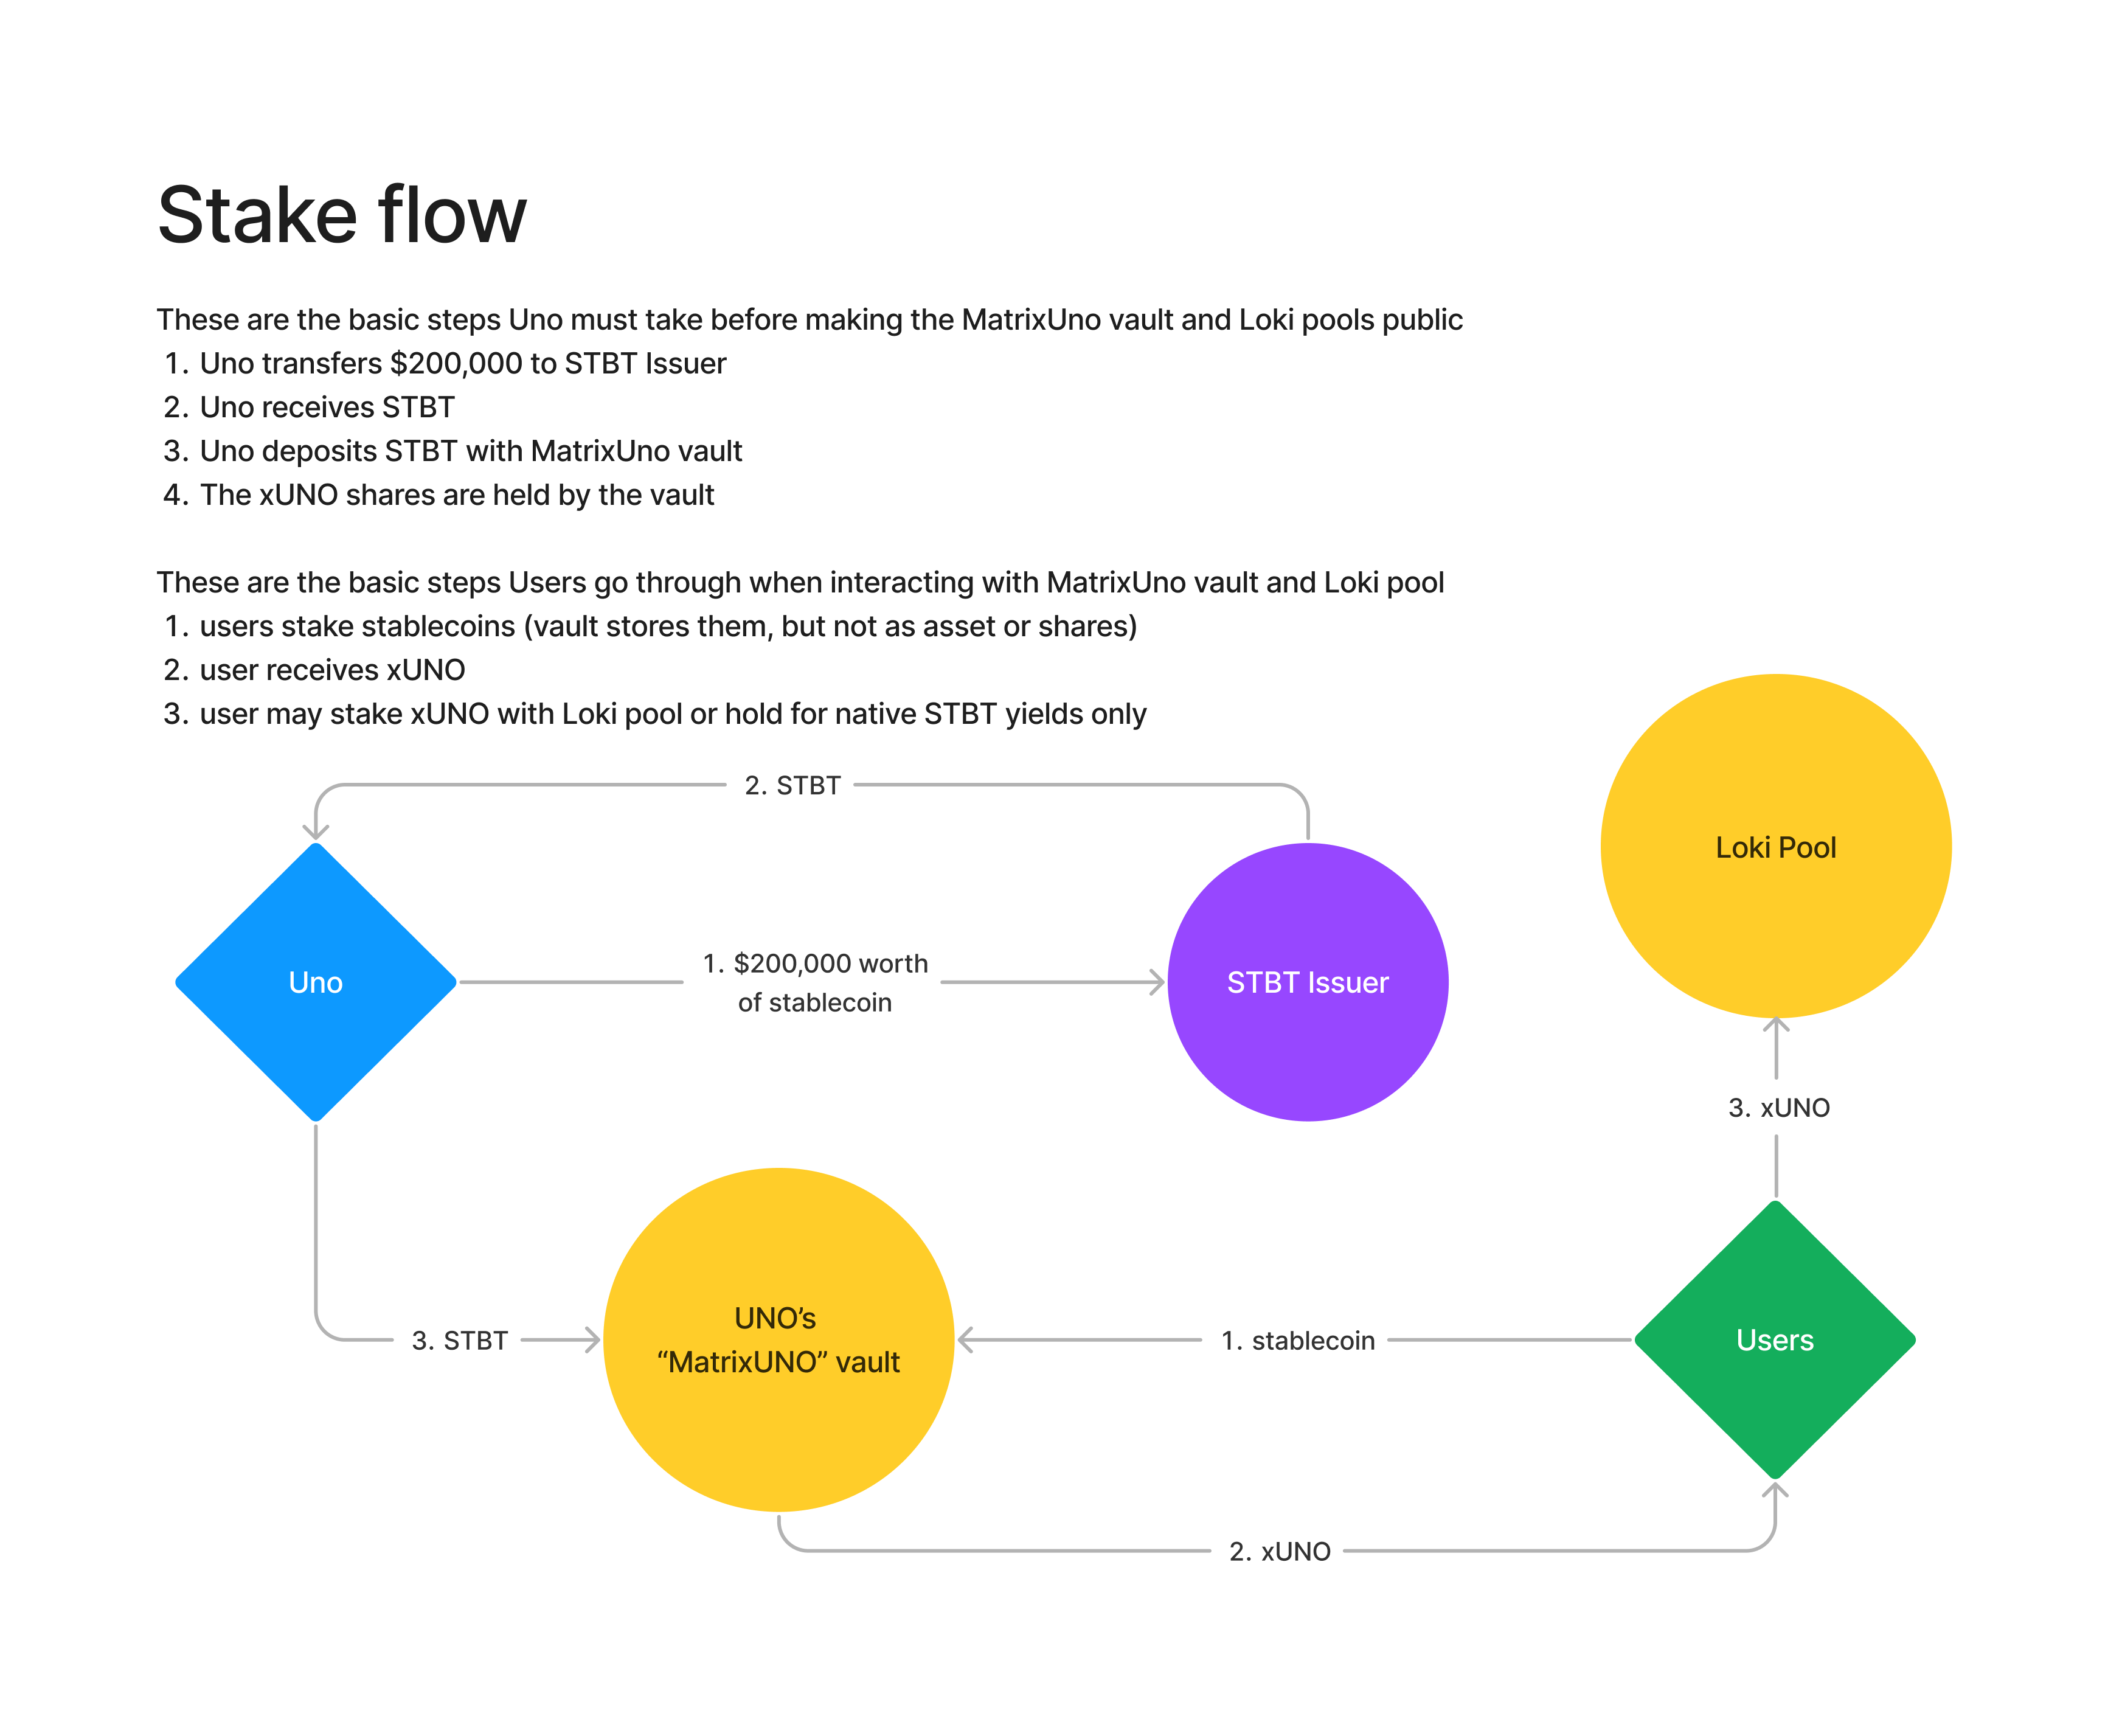 Stake flow
These are the basic steps Uno must take before making the MatrixUno vault and Loki pools public
1. Uno transfers $200,000 to STBT Issuer
2. Uno receives STBT
3. Uno deposits STBT with MatrixUno vault
4. The xUNO shares are held by the vault
These are the basic steps Users go through when interacting with MatrixUno vault and Loki pool
1. users stake stablecoins (vault stores them, but not as asset or shares)
2. user receives xUNO
3. user may stake xUNO with Loki pool or hold for native STBT yields only
2. STBT
Loki Pool
Uno
1. $200,000 worth
of stablecoin
STBT Issuer
3. xUNO
3. STBT
UNO’s
“MatrixUNO” vault
1. stablecoin
Users
2. xUNO